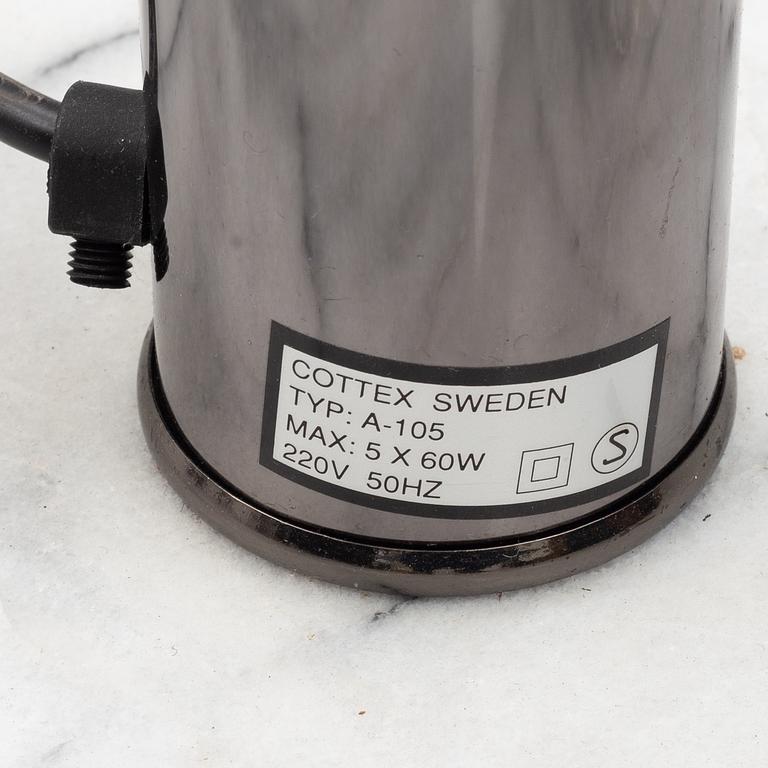 COTTEX SWEDEN
TYP: A-105
MAX: 5 X 60W
220V 50HZ
S